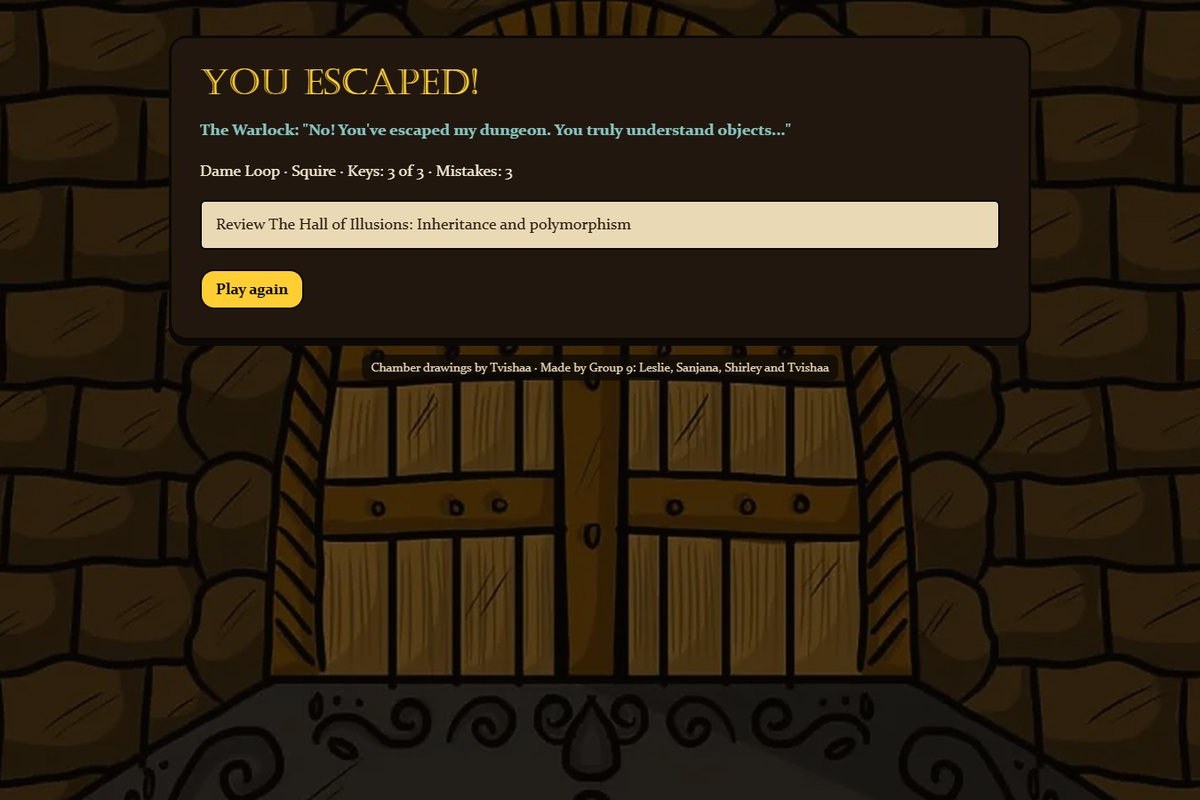 YOU ESCAPED!
The Warlock: "No! You've escaped my dungeon. You truly understand objects..."
Dame Loop · Squire · Keys: 3 of 3 · Mistakes: 3
Review The Hall of Illusions: Inheritance and polymorphism
Play again
Chamber drawings by Tvishaa · Made by Group 9: Leslie, Sanjana, Shirley and Tvishaa